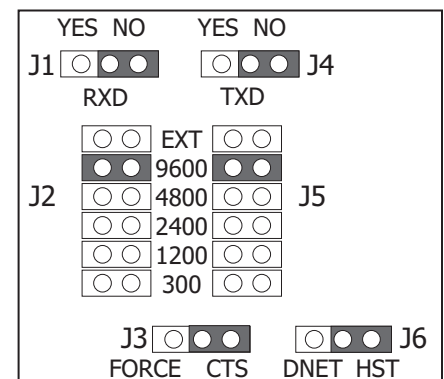 YES NO YES NO
J1 J4
RXD TXD
EXT
9600
J2 4800 J5
2400
1200
300
J3 J6
FORCE CTS DNET HST